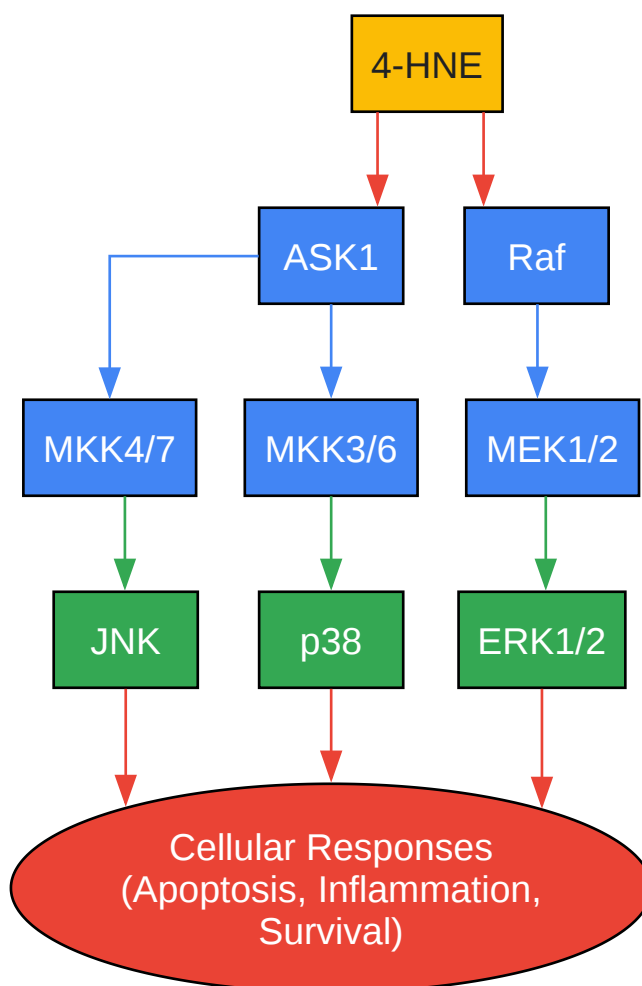 4-HNE
ASK1
Raf
MKK4/7
MKK3/6
MEK1/2
JNK
p38
ERK1/2
Cellular Responses
(Apoptosis, Inflammation,
Survival)